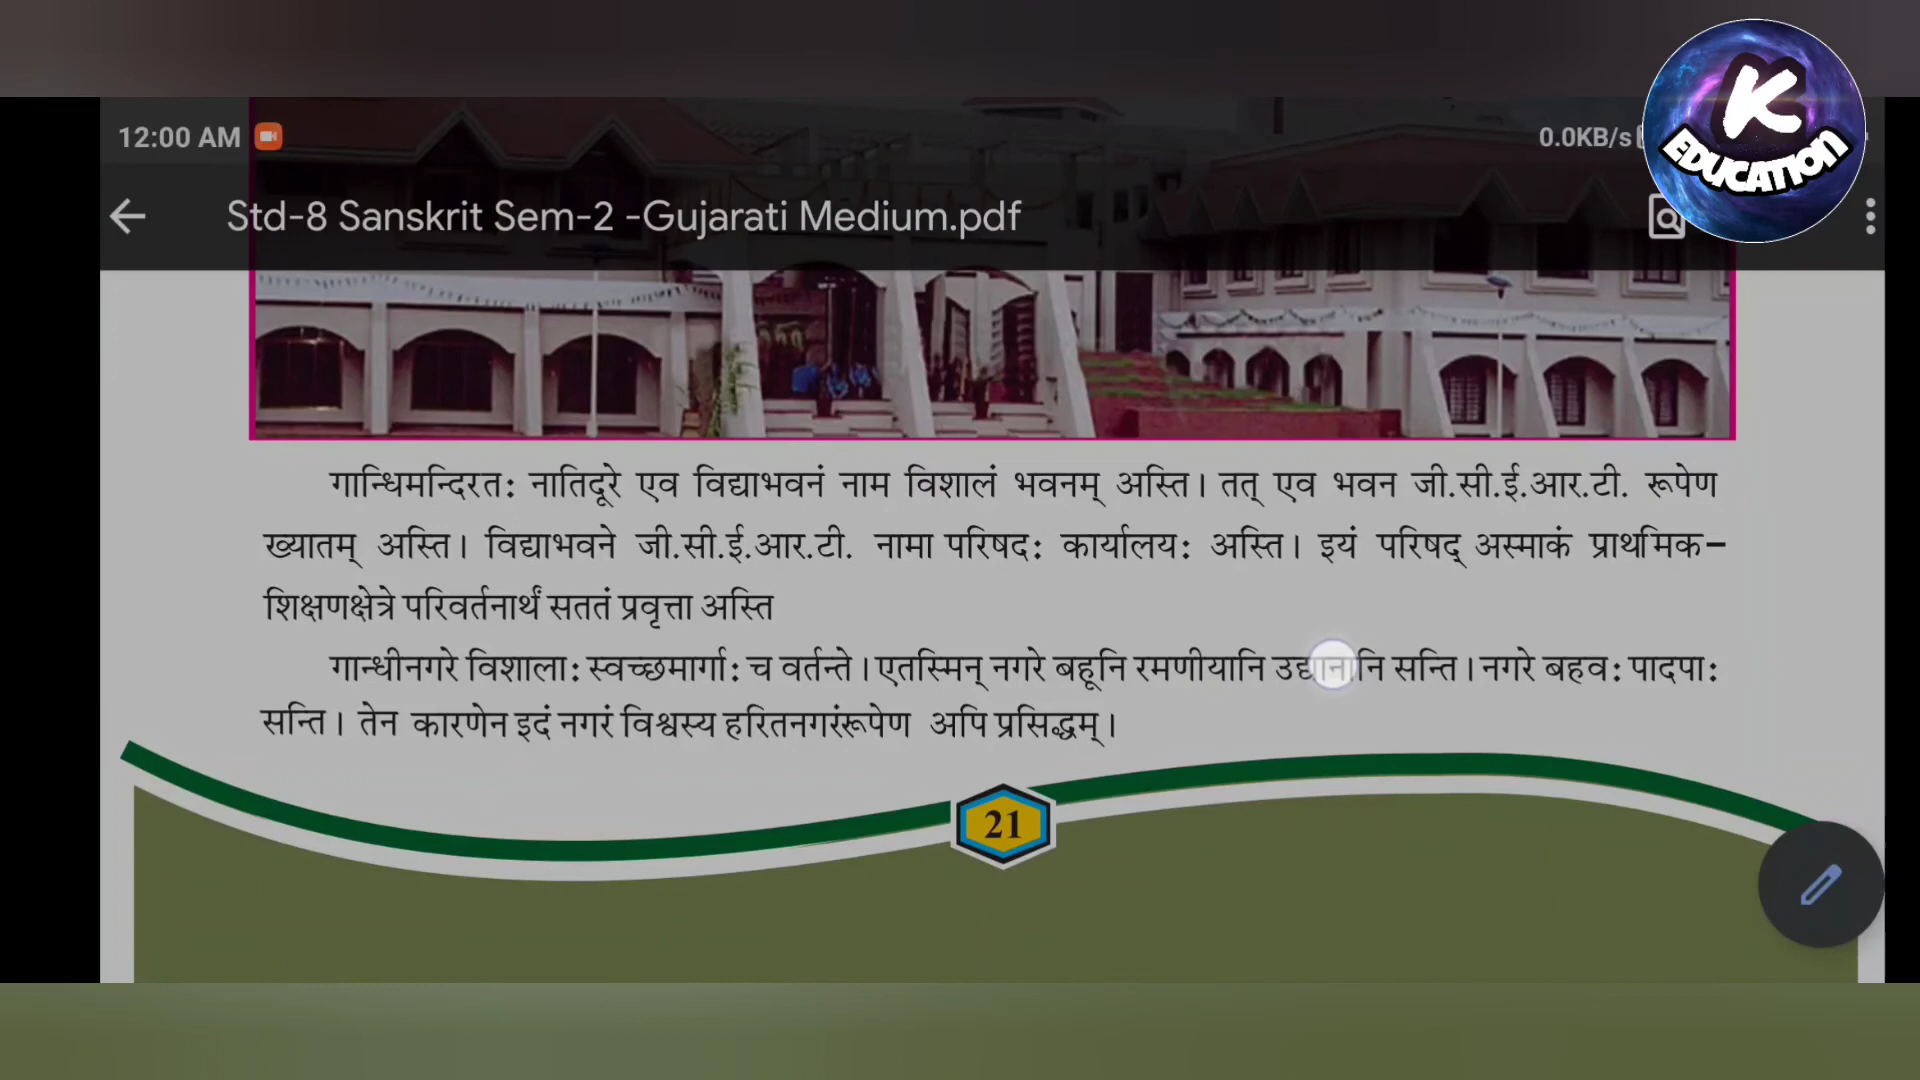 12:00 AM
0.0KB/s
K
EDUCATION
Std-8 Sanskrit Sem-2 -Gujarati Medium.pdf
गान्धिमन्दिरतः नातिदूरे एव विद्याभवनं नाम विशालं भवनम् अस्ति। तत् एव भवन जी.सी.ई.आर.टी. रूपेण
ख्यातम् अस्ति। विद्याभवने जी.सी.ई.आर.टी. नामा परिषदः कार्यालयः अस्ति। इयं परिषद् अस्माकं प्राथमिक–
शिक्षणक्षेत्रे परिवर्तनार्थं सततं प्रवृत्ता अस्ति
गान्धीनगरे विशालाः स्वच्छमार्गाः च वर्तन्ते। एतस्मिन् नगरे बहूनि रमणीयानि उद्यानानि सन्ति। नगरे बहवः पादपाः
सन्ति। तेन कारणेन इदं नगरं विश्वस्य हरितनगरंरूपेण अपि प्रसिद्धम्।
21